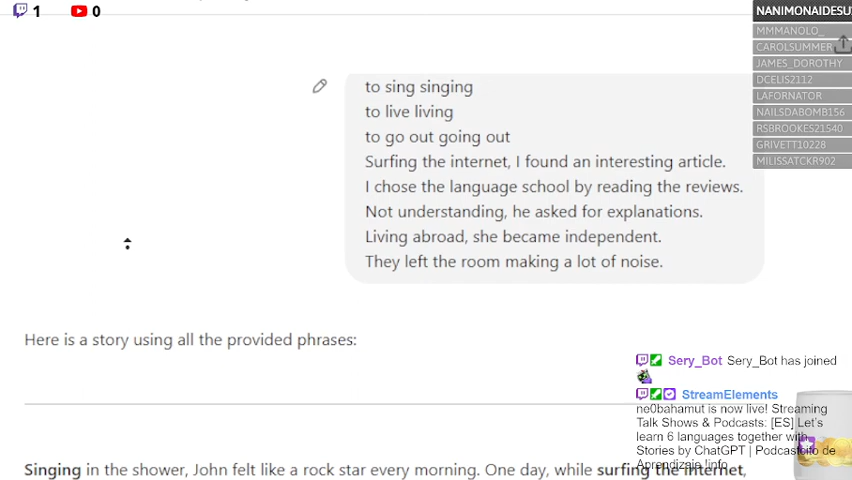 1
0
NANIMONAIDESU
MMMANOLO_
CAROLSUMMER
JAMES_DOROTHY
DCELIS2112
LAFORNATOR
NAILSDABOMB156
RSBROOKES21540
GRIVETT10228
MILISSATCKR902
to sing singing
to live living
to go out going out
Surfing the internet, I found an interesting article.
I chose the language school by reading the reviews.
Not understanding, he asked for explanations.
Living abroad, she became independent.
They left the room making a lot of noise.
Here is a story using all the provided phrases:
Sery_Bot Sery_Bot has joined
StreamElements
ne0bahamut is now live! Streaming
Talk Shows & Podcasts: [ES] Let's
learn 6 languages together with
Stories by ChatGPT | Podcast de
Aprendizaje !info
Singing in the shower, John felt like a rock star every morning. One day, while surfing the internet,